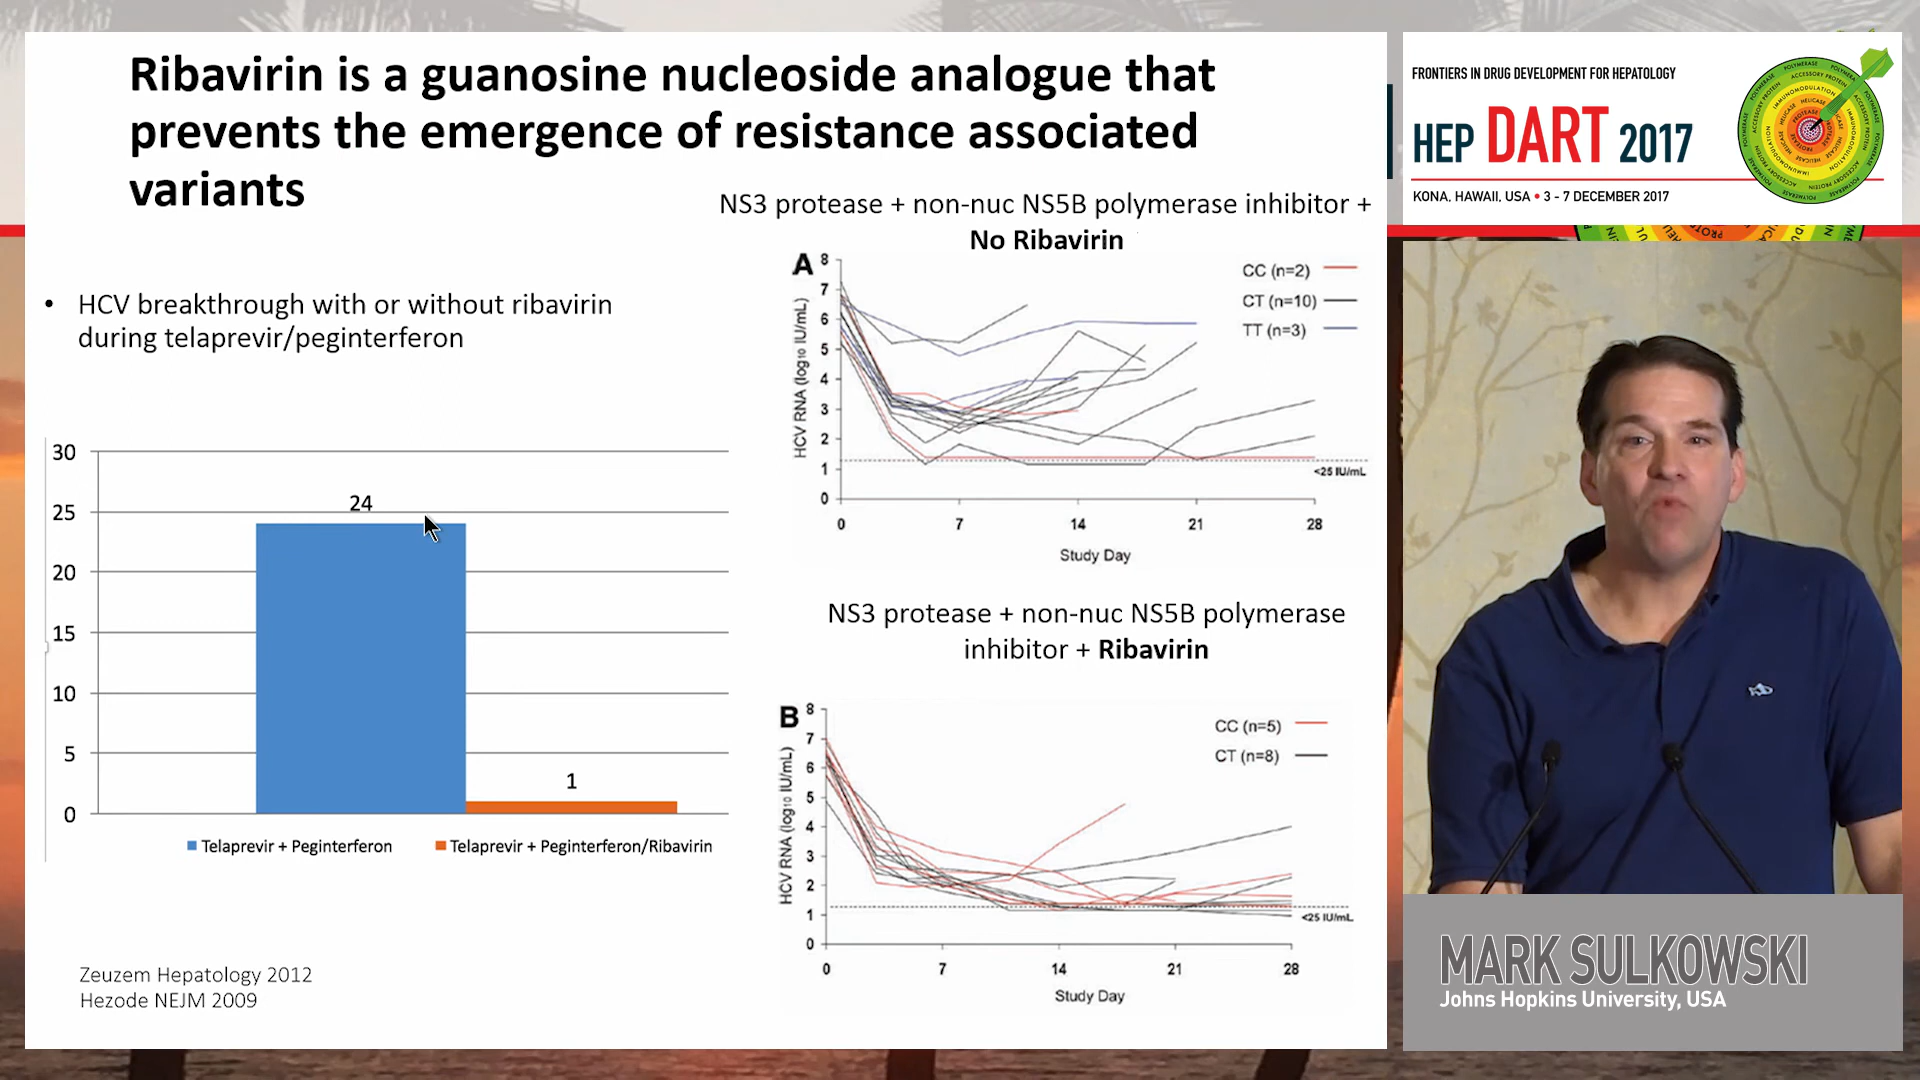 Ribavirin is a guanosine nucleoside analogue that
prevents the emergence of resistance associated
variants
• HCV breakthrough with or without ribavirin
during telaprevir/peginterferon
30
25
20
15
10
5
0
24
1
Telaprevir + Peginterferon
Telaprevir + Peginterferon/Ribavirin
Zeuzem Hepatology 2012
Hezode NEJM 2009
NS3 protease + non-nuc NS5B polymerase inhibitor +
No Ribavirin
A
HCV RNA (log10 IU/mL)
8
7
6
5
4
3
2
1
0
CC (n=2)
CT (n=10)
TT (n=3)
<25 IU/mL
0 7 14 21 28
Study Day
NS3 protease + non-nuc NS5B polymerase
inhibitor + Ribavirin
B
HCV RNA (log10 IU/mL)
8
7
6
5
4
3
2
1
0
CC (n=5)
CT (n=8)
<25 IU/mL
0 7 14 21 28
Study Day
FRONTIERS IN DRUG DEVELOPMENT FOR HEPATOLOGY
HEP DART 2017
KONA, HAWAII, USA • 3 - 7 DECEMBER 2017
MARK SULKOWSKI
Johns Hopkins University, USA